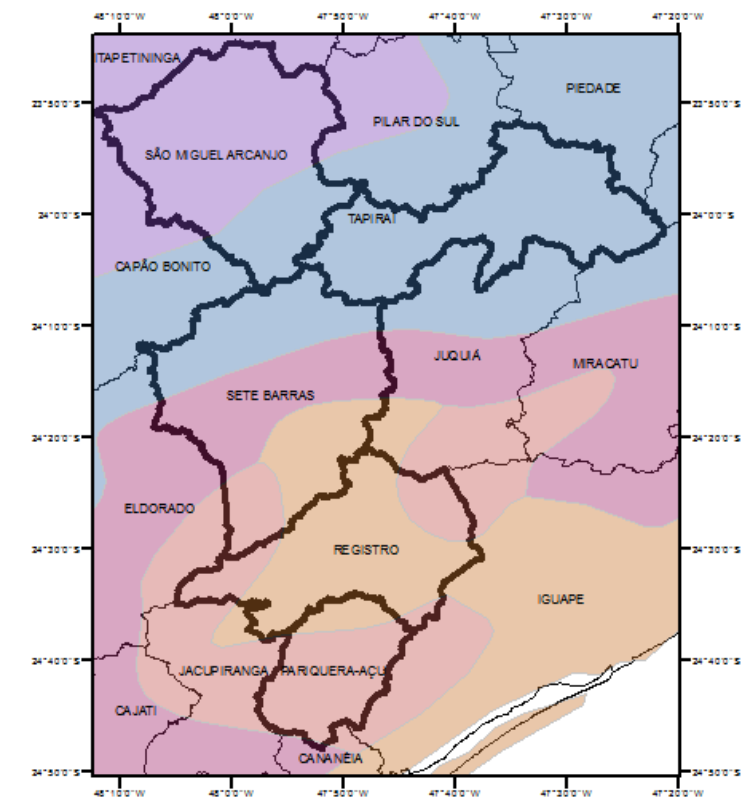 48°10'0"W 48°0'0"W 47°50'0"W 47°40'0"W 47°30'0"W 47°20'0"W
ITAPETININGA
PIEDADE
23°50'0"S 23°50'0"S
PILAR DO SUL
SÃO MIGUEL ARCANJO
24°0'0"S 24°0'0"S
TAPIRAÍ
CAPÃO BONITO
24°10'0"S 24°10'0"S
JUQUIÁ
MIRACATU
SETE BARRAS
24°20'0"S 24°20'0"S
ELDORADO
24°30'0"S 24°30'0"S
REGISTRO
IGUAPE
24°40'0"S 24°40'0"S
JACUPIRANGA PARIQUERA-AÇU
CAJATI
CANANÉIA
24°50'0"S 24°50'0"S
48°10'0"W 48°0'0"W 47°50'0"W 47°40'0"W 47°30'0"W 47°20'0"W